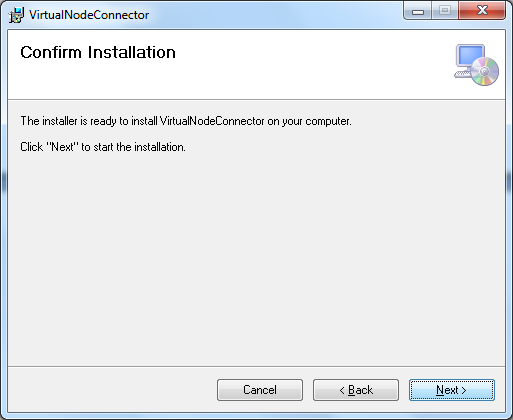 VirtualNodeConnector
Confirm Installation
The installer is ready to install VirtualNodeConnector on your computer.
Click "Next" to start the installation.
Cancel
< Back
Next >